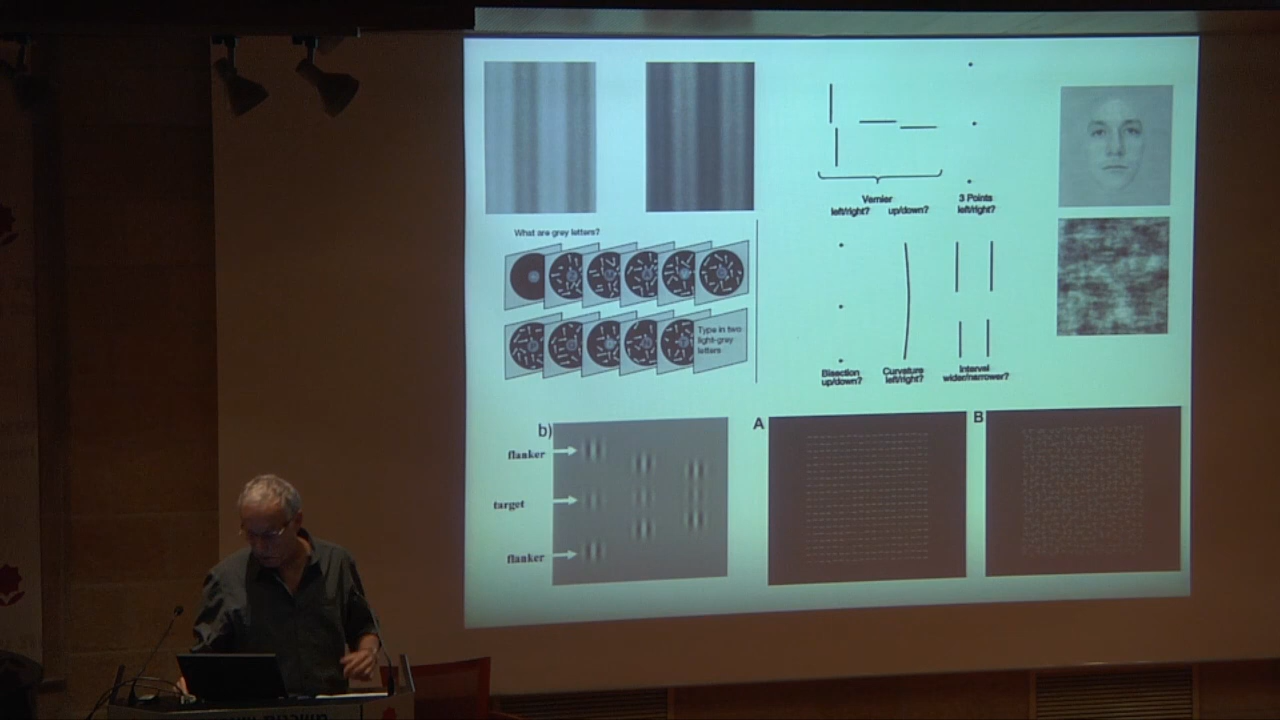 Vernier
left/right?
up/down?
3 Points
left/right?
What are grey letters?
Type in two
light-grey
letters
Bisection
up/down?
Curvature
left/right?
Interval
wider/narrower?
b)
flanker
target
flanker
A
B